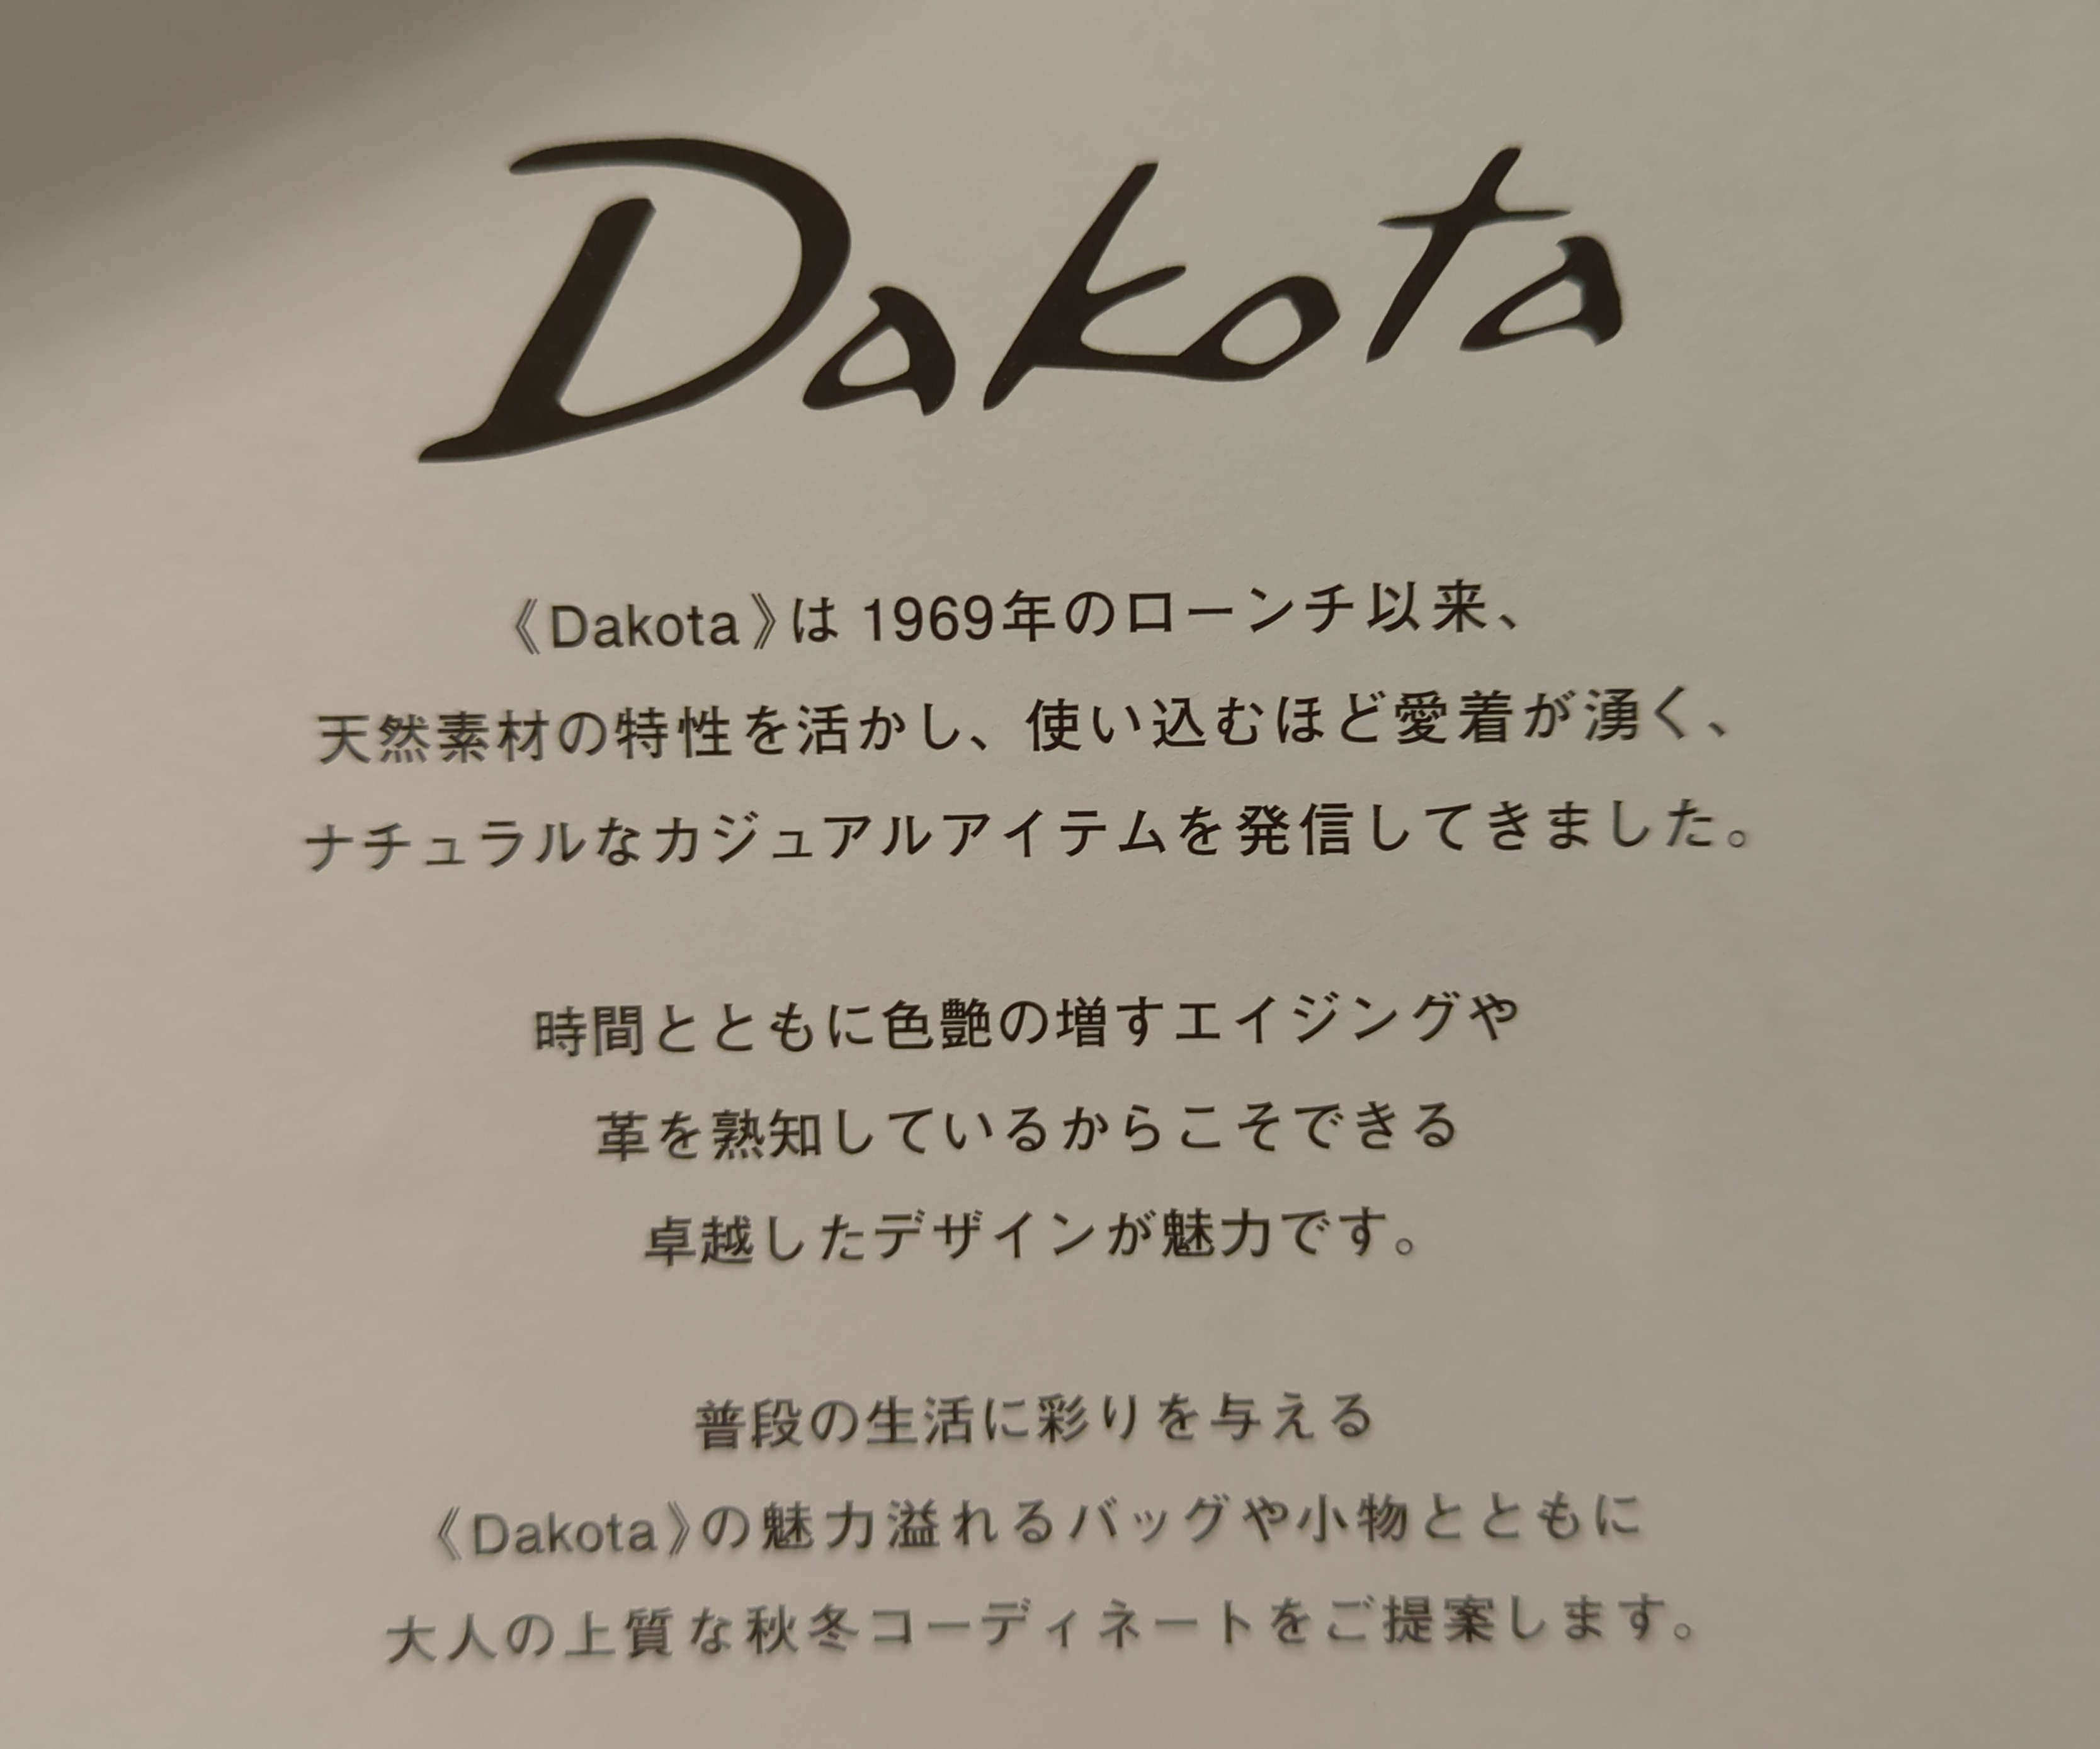 Dakota
《Dakota》は1969年のローンチ以来、
天然素材の特性を活かし、使い込むほど愛着が湧く、
ナチュラルなカジュアルアイテムを発信してきました。
時間とともに色艶の増すエイジングや
革を熟知しているからこそできる
卓越したデザインが魅力です。
普段の生活に彩りを与える
《Dakota》の魅力溢れるバッグや小物とともに
大人の上質な秋冬コーディネートをご提案します。